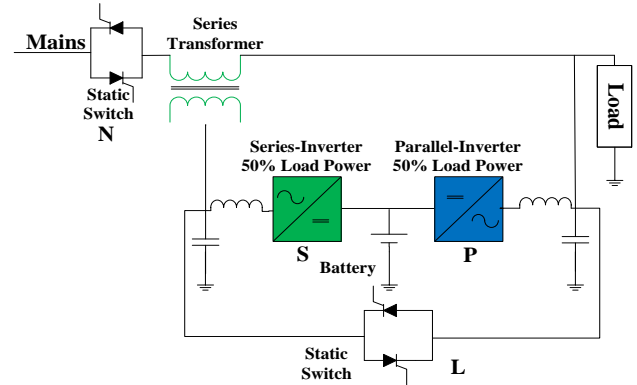 Series
Transformer
Mains
Static
Switch
N
Load
Series-Inverter
50% Load Power
Parallel-Inverter
50% Load Power
S
Battery
P
Static
Switch
L